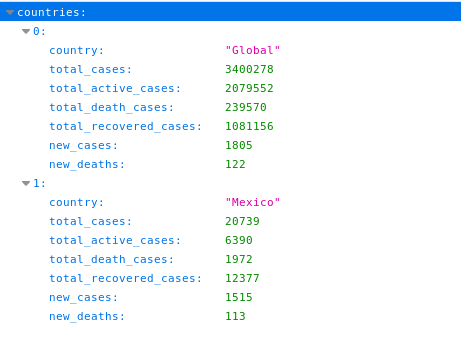 countries:
0:
country: "Global"
total_cases: 3400278
total_active_cases: 2079552
total_death_cases: 239570
total_recovered_cases: 1081156
new_cases: 1805
new_deaths: 122
1:
country: "Mexico"
total_cases: 20739
total_active_cases: 6390
total_death_cases: 1972
total_recovered_cases: 12377
new_cases: 1515
new_deaths: 113